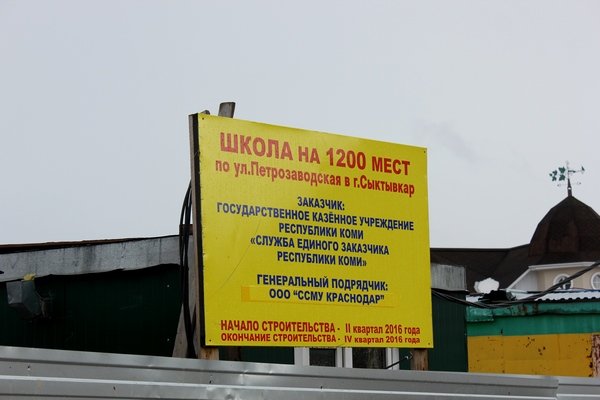 ШКОЛА НА 1200 МЕСТ
по ул.Петрозаводская в г.Сыктывкар
ЗАКАЗЧИК:
ГОСУДАРСТВЕННОЕ КАЗЁННОЕ УЧРЕЖДЕНИЕ
РЕСПУБЛИКИ КОМИ
«СЛУЖБА ЕДИНОГО ЗАКАЗЧИКА
РЕСПУБЛИКИ КОМИ»
ГЕНЕРАЛЬНЫЙ ПОДРЯДЧИК:
ООО "ССМУ КРАСНОДАР"
НАЧАЛО СТРОИТЕЛЬСТВА - II квартал 2016 года
ОКОНЧАНИЕ СТРОИТЕЛЬСТВА - IV квартал 2016 года